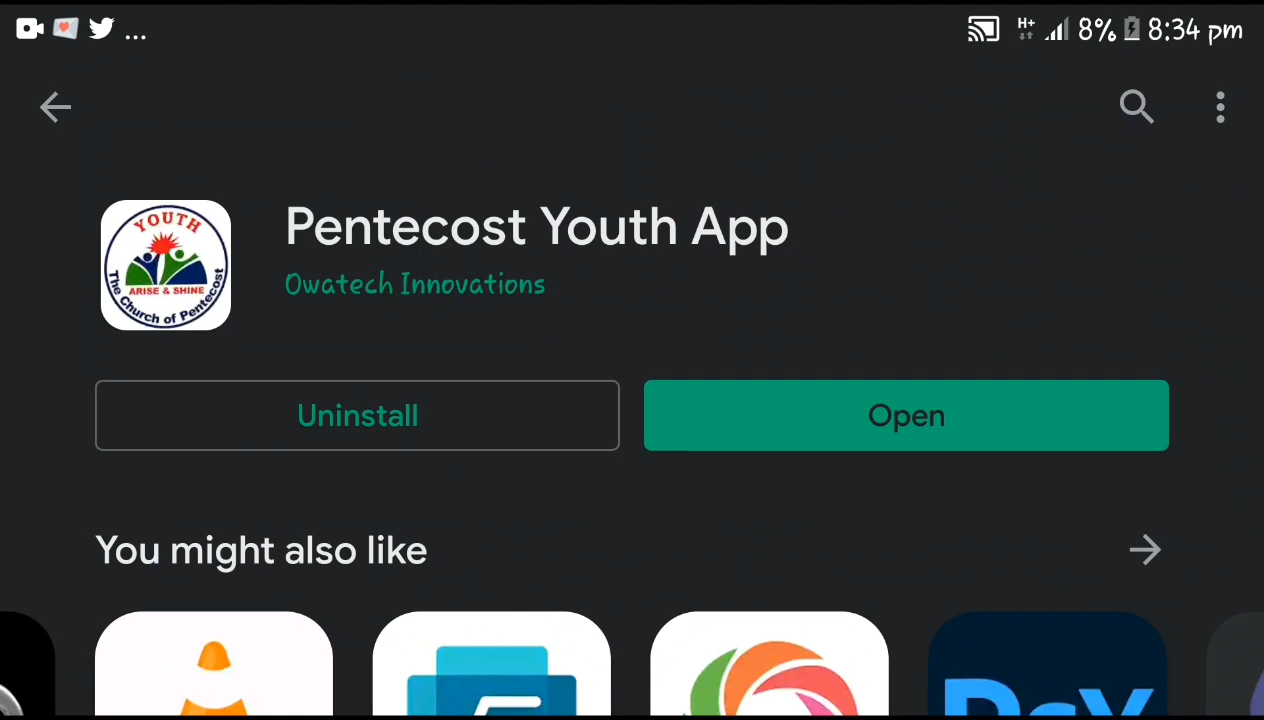 ...
H+
8%
8:34 pm
YOUTH
ARISE & SHINE
The Church of Pentecost
Pentecost Youth App
Owatech Innovations
Uninstall
Open
You might also like